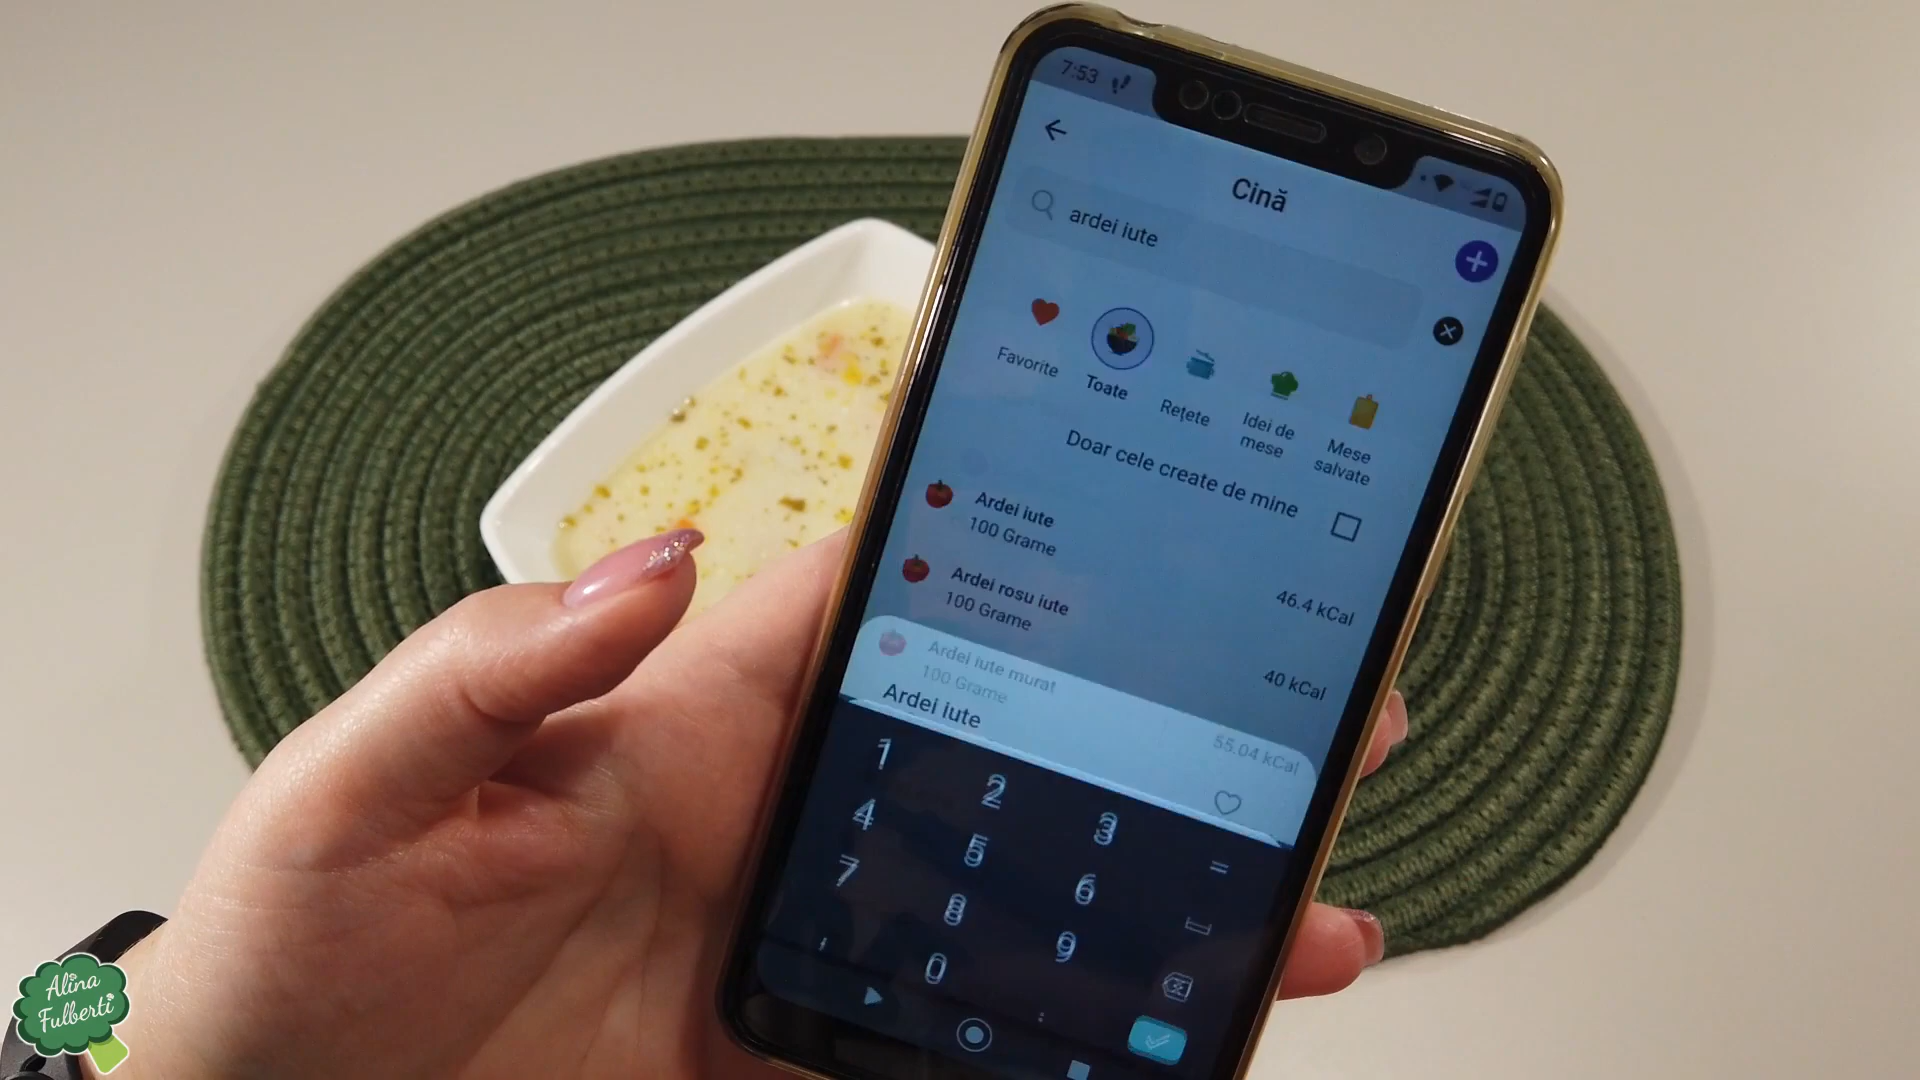 7:53
Cină
ardei iute
Favorite
Toate
Rețete
Idei de
mese
Mese
salvate
Doar cele create de mine
Ardei iute
100 Grame
46.4 kCal
Ardei rosu iute
100 Grame
40 kCal
Ardei iute murat
100 Grame
55.04 kCal
Ardei iute
1 2 3 =
4 5 6
7 8 9
0
Alina
Fulberti